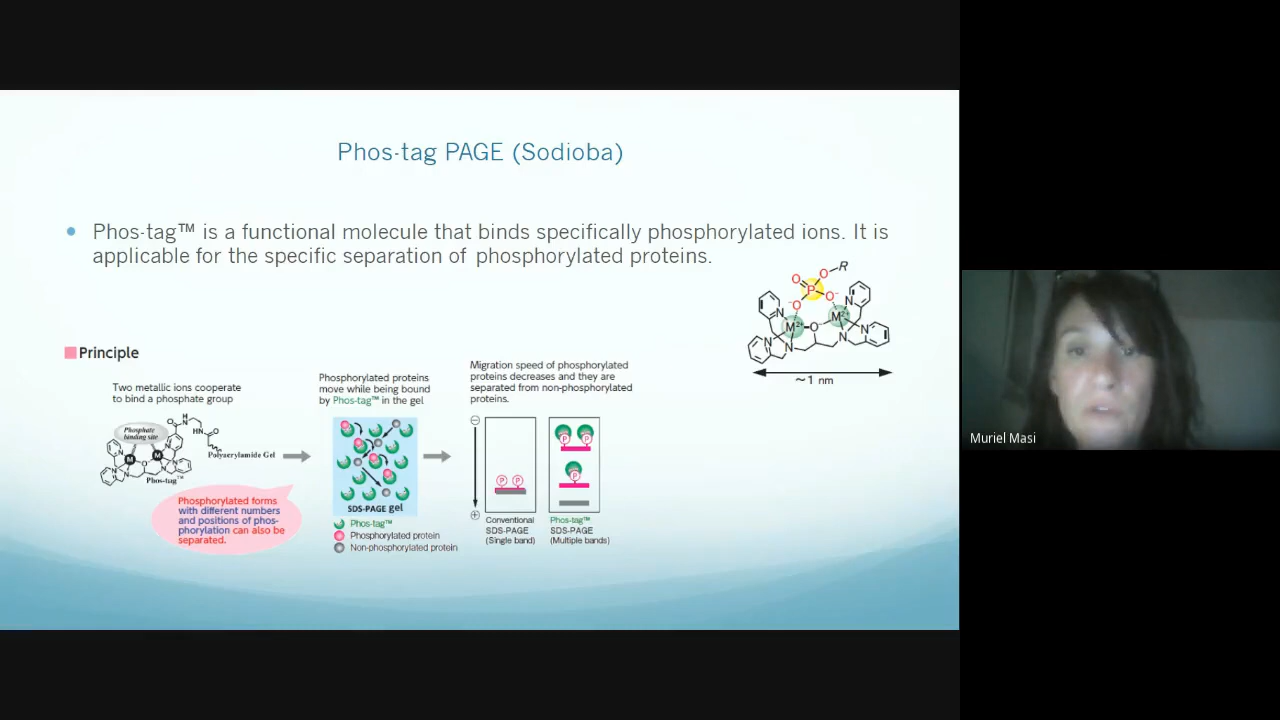 Phos-tag PAGE (Sodioba)
Phos-tag™ is a functional molecule that binds specifically phosphorylated ions. It is
applicable for the specific separation of phosphorylated proteins.
O
O
R
P
⁻O
O⁻
N
N
M²⁺
O⁻
M²⁺
N
N
N
N
~1 nm
Principle
Two metallic ions cooperate
to bind a phosphate group
Phosphate
binding site
O
H
N
HN
O
N
N
M
M
N
O
N
N
N
Polyacrylamide Gel
Phos-tag™
Phosphorylated forms
with different numbers
and positions of phos-
phorylation can also be
separated.
Phosphorylated proteins
move while being bound
by Phos-tag™ in the gel
SDS-PAGE gel
Phos-tag™
Phosphorylated protein
Non-phosphorylated protein
Migration speed of phosphorylated
proteins decreases and they are
separated from non-phosphorylated
proteins.
−
+
P P
Conventional
SDS-PAGE
(Single band)
P P
P
Phos-tag™
SDS-PAGE
(Multiple bands)
Muriel Masi